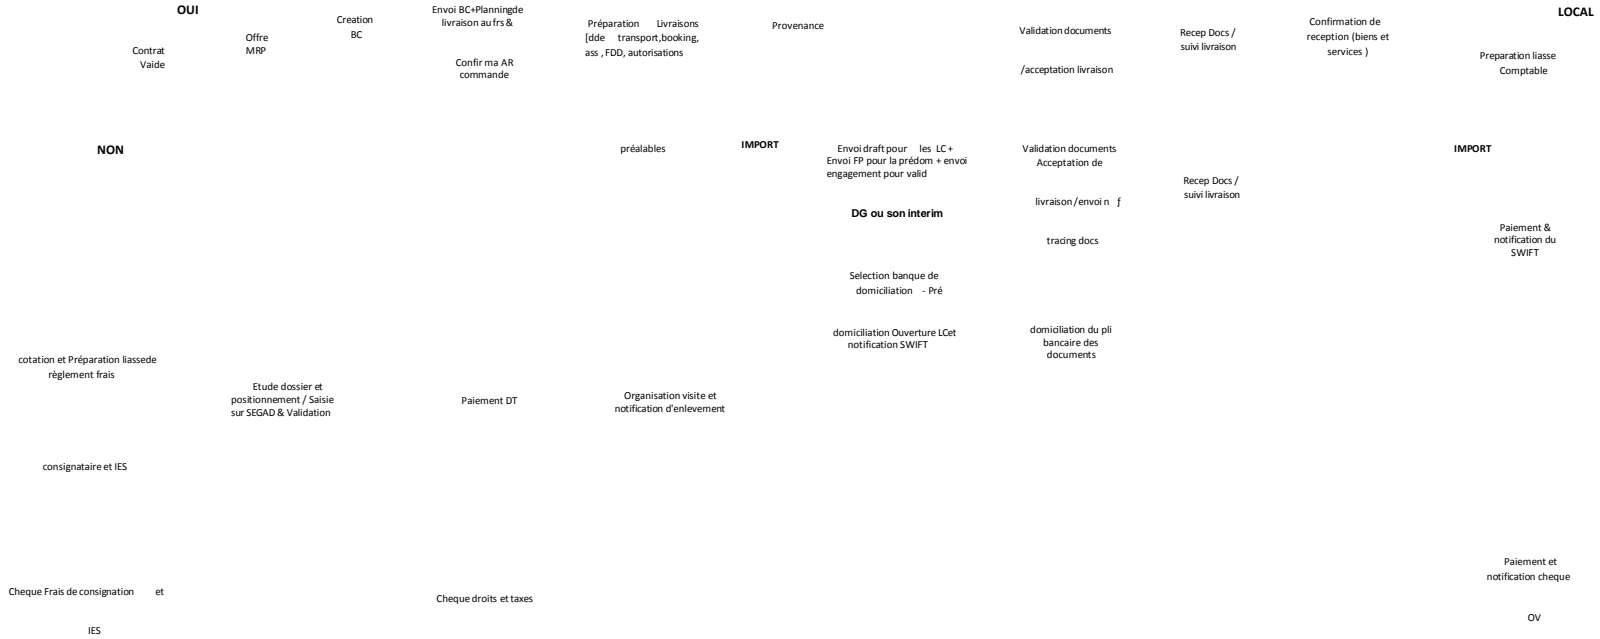 OUI
Contrat
Vaide
Offre
MRP
Creation
BC
Envoi BC+Planningde
livraison au frs &
Confir ma AR
commande
Préparation Livraisons
[dde transport,booking,
ass , FDD, autorisations
Provenance
Validation documents
/acceptation livraison
Recep Docs /
suivi livraison
Confirmation de
reception (biens et
services )
LOCAL
Preparation liasse
Comptable
NON
préalables
IMPORT
Envoi draft pour les LC +
Envoi FP pour la prédom + envoi
engagement pour valid
DG ou son interim
Selection banque de
domiciliation - Pré
domiciliation Ouverture LCet
notification SWIFT
Validation documents
Acceptation de
livraison /envoi n ƒ
tracing docs
domiciliation du pli
bancaire des
documents
Recep Docs /
suivi livraison
IMPORT
Paiement &
notification du
SWIFT
cotation et Préparation liassede
règlement frais
Etude dossier et
positionnement / Saisie
sur SEGAD & Validation
Paiement DT
Organisation visite et
notification d'enlevement
consignataire et IES
Cheque Frais de consignation et
IES
Cheque droits et taxes
Paiement et
notification cheque
OV